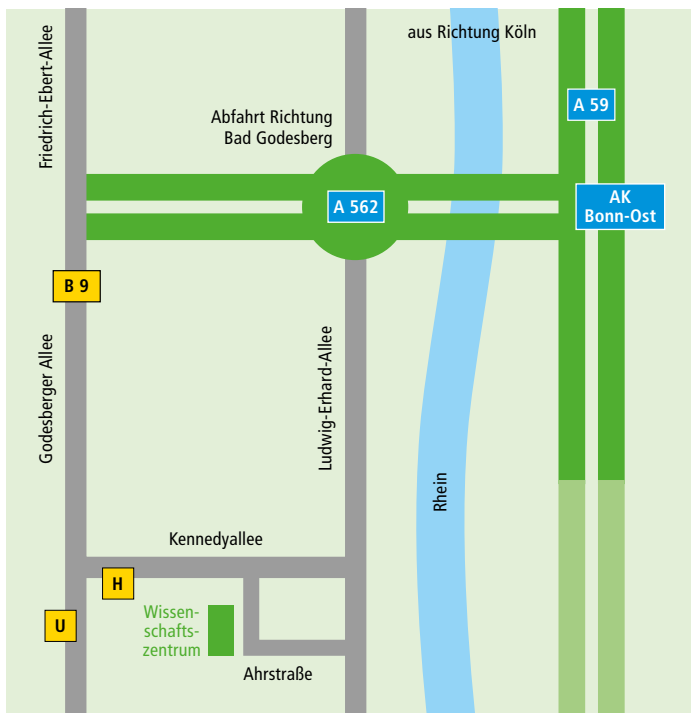 aus Richtung Köln
Friedrich-Ebert-Allee
A 59
Abfahrt Richtung
Bad Godesberg
A 562
AK
Bonn-Ost
B 9
Godesberger Allee
Ludwig-Erhard-Allee
Rhein
Kennedyallee
H
U
Wissen-
schafts-
zentrum
Ahrstraße